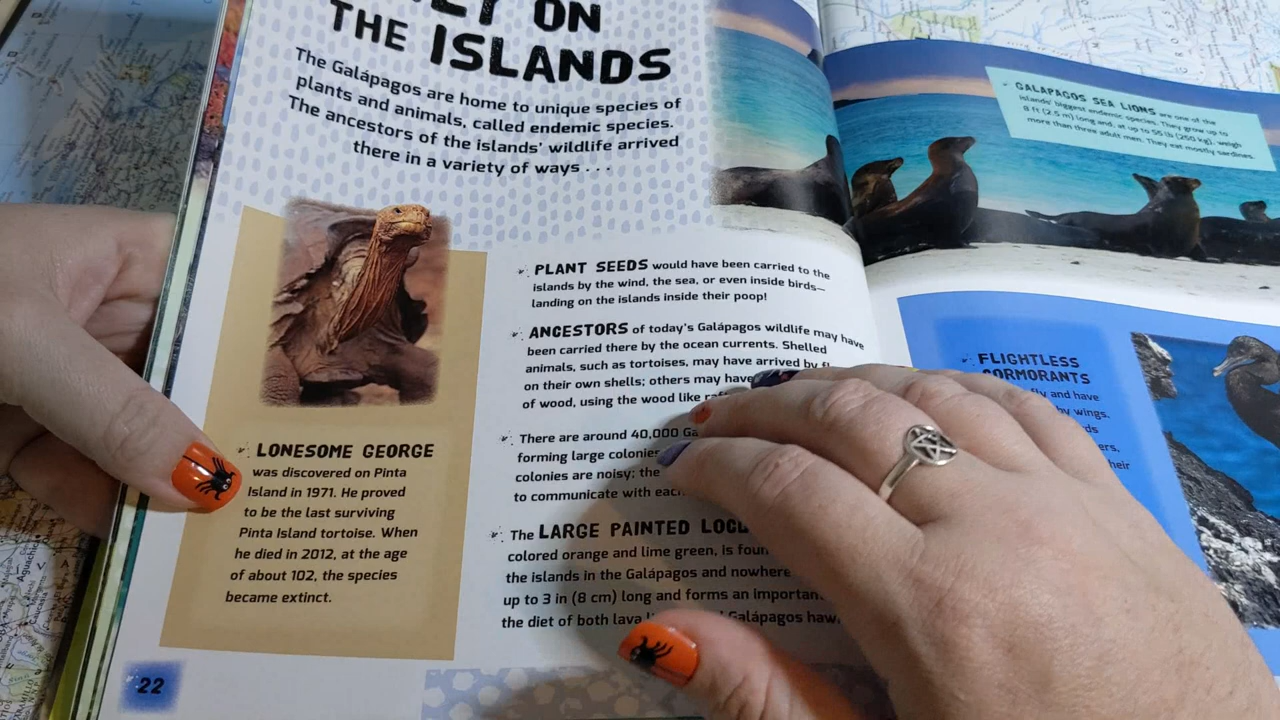 ON
THE ISLANDS
The Galápagos are home to unique species of
plants and animals, called endemic species.
The ancestors of the islands' wildlife arrived
there in a variety of ways . . .
LONESOME GEORGE
was discovered on Pinta
Island in 1971. He proved
to be the last surviving
Pinta Island tortoise. When
he died in 2012, at the age
of about 102, the species
became extinct.
PLANT SEEDS would have been carried to the
islands by the wind, the sea, or even inside birds—
landing on the islands inside their poop!
ANCESTORS of today's Galápagos wildlife may have
been carried there by the ocean currents. Shelled
animals, such as tortoises, may have arrived by
on their own shells; others may have
of wood, using the wood like
There are around 40,000
forming large colonies
colonies are noisy; the
to communicate with each
The LARGE PAINTED
colored orange and lime green, is
the islands in the Galápagos and nowhere
up to 3 in (8 cm) long and forms an important
the diet of both lava Galápagos
22
GALAPAGOS SEA LIONS are one of the
islands' biggest endemic species. They grow up to
8 ft (2.5 m) long and, at up to 55 lb (250 kg), weigh
more than three adult men. They eat mostly sardines.
FLIGHTLESS
CORMORANTS
and have
wings.